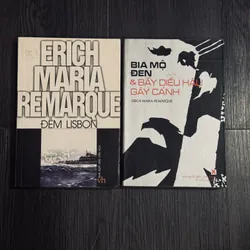 ERICH
MARIA
REMARQUE
ĐÊM LISBON
BIA MỘ
ĐEN
& BẦY DIỀU HÂU
GÃY CÁNH
ERICH MARIA REMARQUE